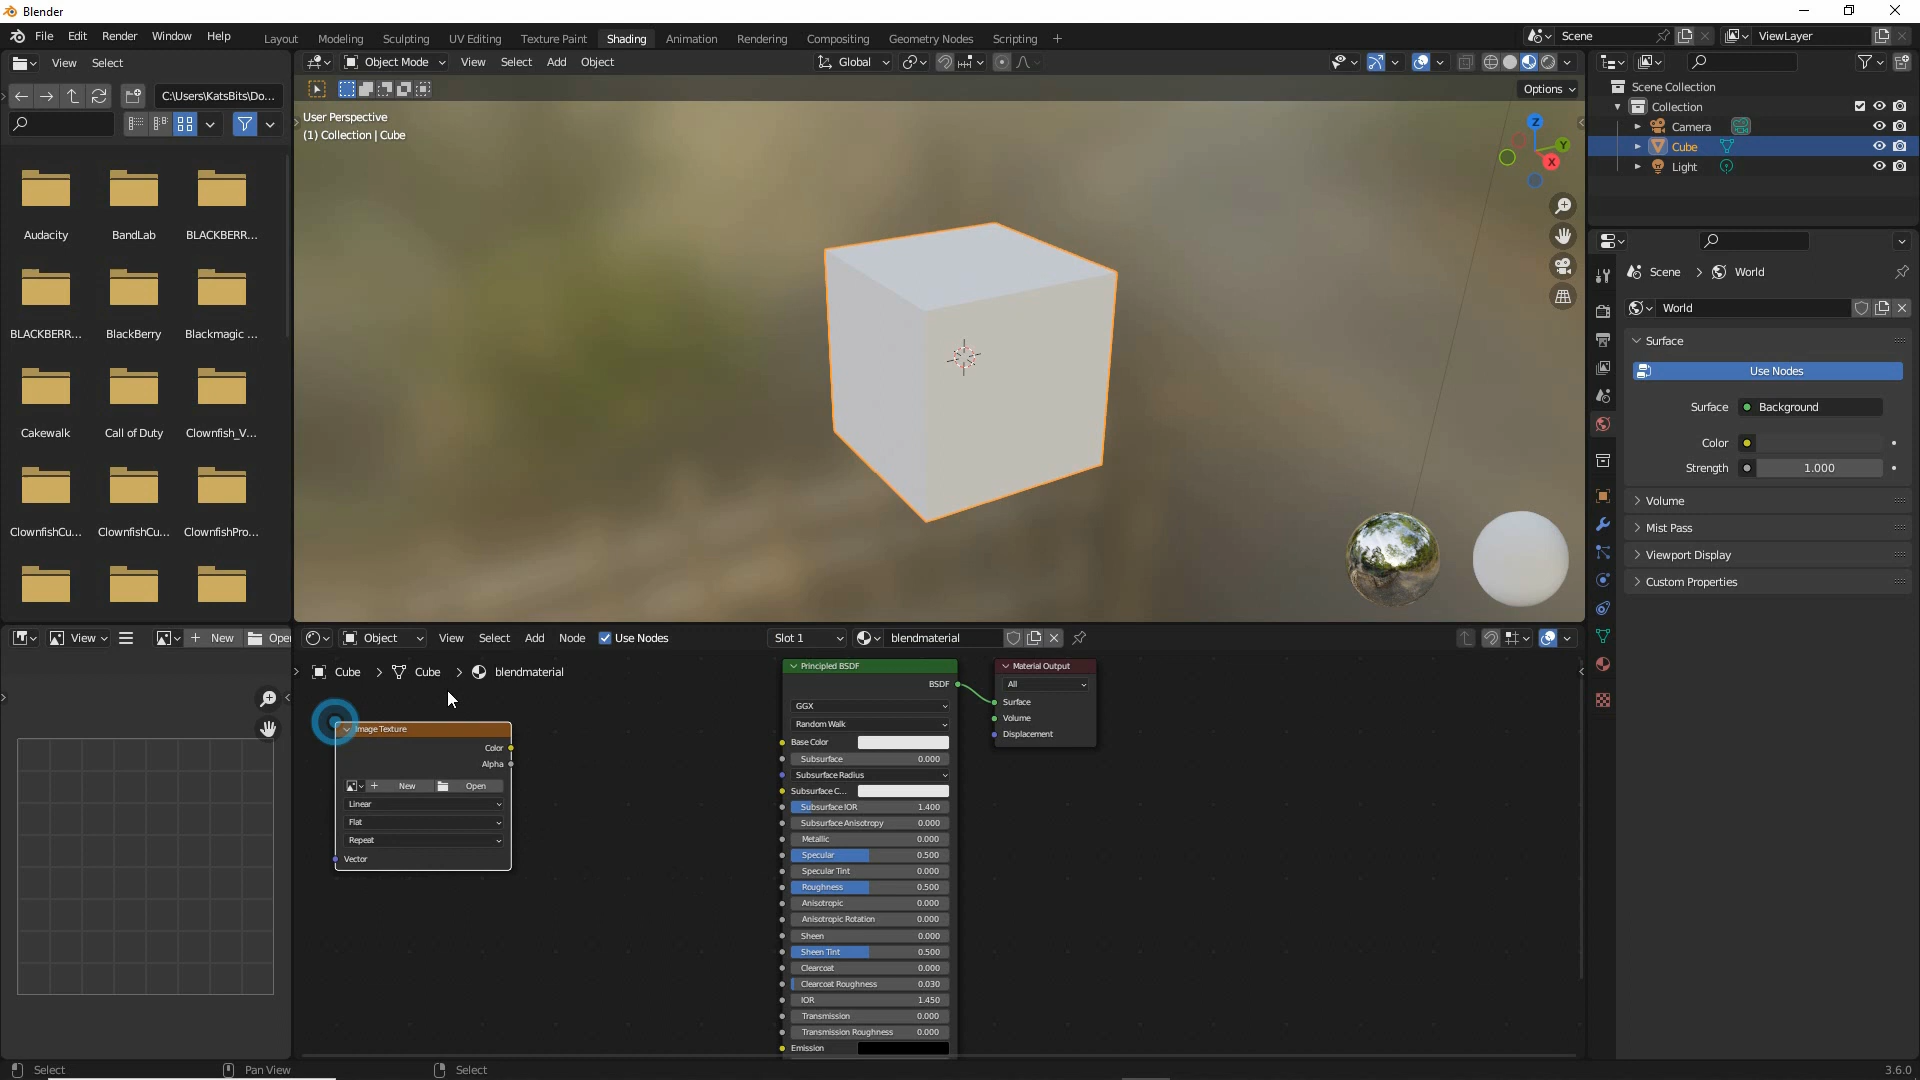 Blender
File Edit Render Window Help
Layout Modeling Sculpting UV Editing Texture Paint Shading Animation Rendering Compositing Geometry Nodes Scripting +
Scene
ViewLayer
View Select
Object Mode View Select Add Object
Global
C:\Users\KatsBits\Do...
Options
User Perspective
(1) Collection | Cube
Z
Y
X
Audacity BandLab BLACKBERR...
BLACKBERR... BlackBerry Blackmagic ...
Cakewalk Call of Duty Clownfish_V...
ClownfishCu... ClownfishCu... ClownfishPro...
Scene Collection
Collection
Camera
Cube
Light
Scene > World
World
Surface
Use Nodes
Surface Background
Color
Strength 1.000
Volume
Mist Pass
Viewport Display
Custom Properties
View + New Open
Object View Select Add Node Use Nodes Slot 1 blendmaterial
Cube > Cube > blendmaterial
Image Texture
Color
Alpha
+ New Open
Linear
Flat
Repeat
Vector
Principled BSDF
BSDF
GGX
Random Walk
Base Color
Subsurface 0.000
Subsurface Radius
Subsurface C...
Subsurface IOR 1.400
Subsurface Anisotropy 0.000
Metallic 0.000
Specular 0.500
Specular Tint 0.000
Roughness 0.500
Anisotropic 0.000
Anisotropic Rotation 0.000
Sheen 0.000
Sheen Tint 0.500
Clearcoat 0.000
Clearcoat Roughness 0.030
IOR 1.450
Transmission 0.000
Transmission Roughness 0.000
Emission
Material Output
All
Surface
Volume
Displacement
Select Pan View Select
3.6.0